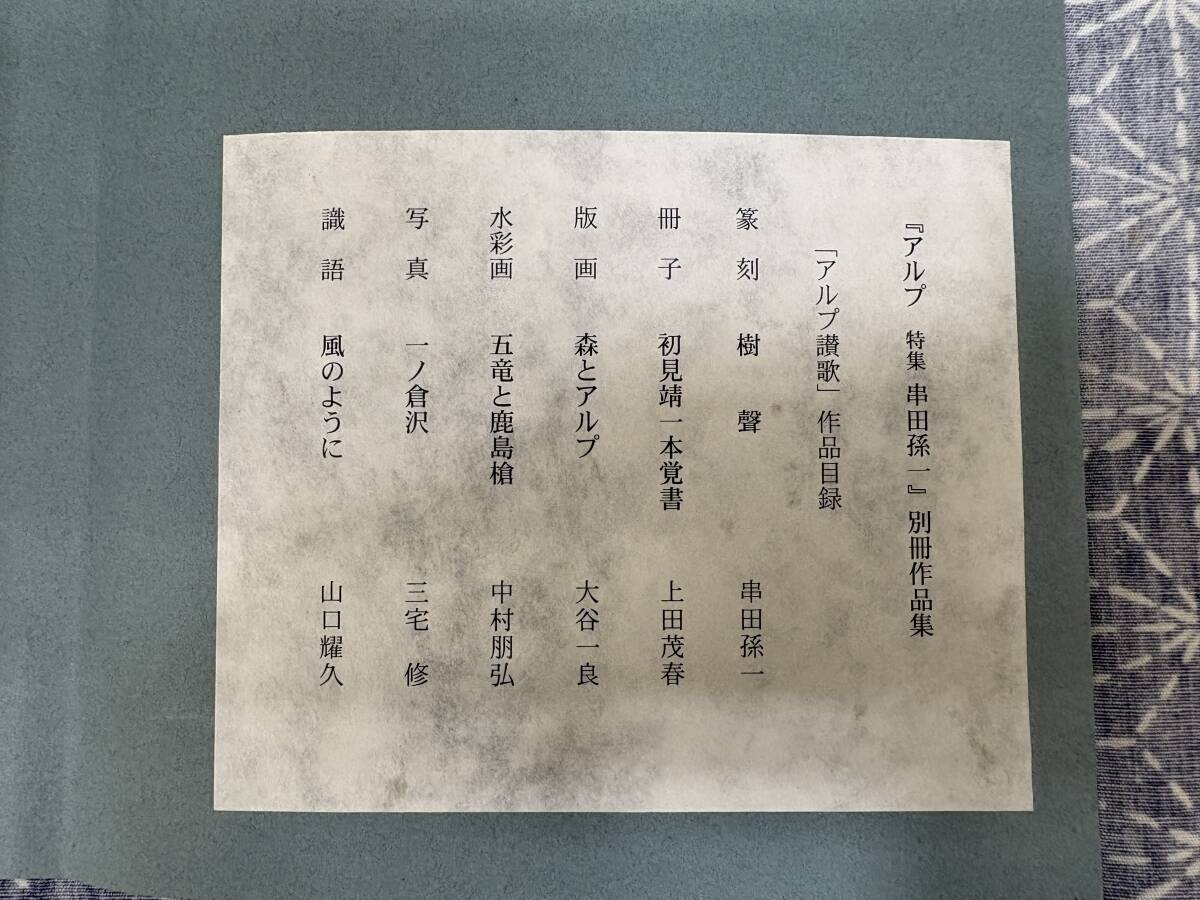 『アルプ 特集 串田孫一』別冊作品集
「アルプ讃歌」作品目録
篆刻 樹聲 串田孫一
冊子 初見靖一本覚書 上田茂春
版画 森とアルプ 大谷一良
水彩画 五竜と鹿島槍 中村朋弘
写真 一ノ倉沢 三宅修
識語 風のように 山口耀久